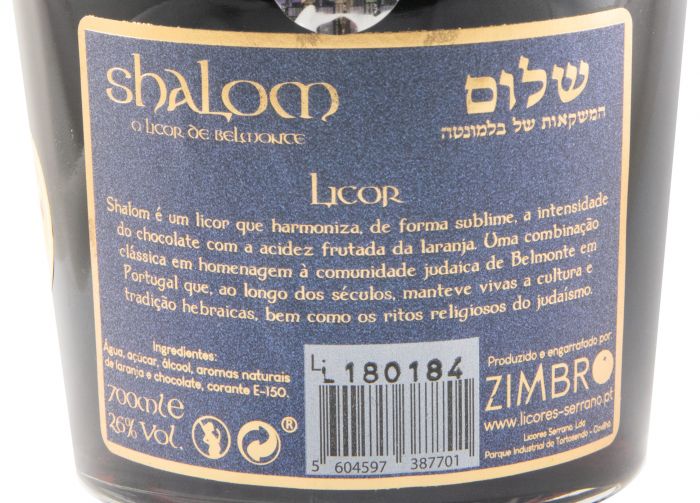 Shalom
O Licor de Belmonte
שלום
המשקאות של בלמונטה
Licor
Shalom é um licor que harmoniza, de forma sublime, a intensidade
do chocolate com a acidez frutada da laranja. Uma combinação
clássica em homenagem à comunidade judaica de Belmonte em
Portugal que, ao longo dos séculos, manteve vivas a cultura e
tradição hebraicas, bem como os ritos religiosos do judaísmo.
Ingredientes:
Água, açúcar, álcool, aromas naturais
de laranja e chocolate, corante E-150.
700ml e
26% Vol.
®
L: L180184
5 604597 387701
Produzido e engarrafado por:
ZIMBRO
www.licores-serrano.pt
Licores Serrano, Lda
Parque Industrial do Tortosendo - Covilhã